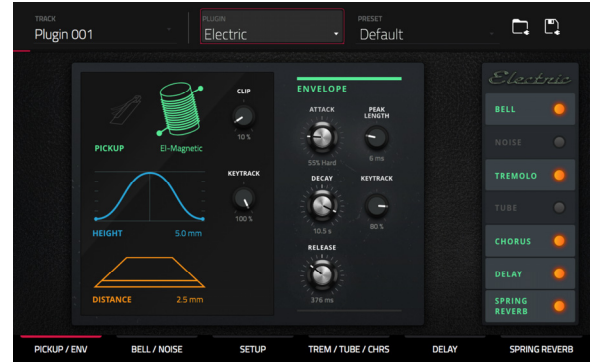 TRACK
Plugin 001
PLUGIN
Electric
PRESET
Default
Electric
CLIP
10 %
PICKUP
El-Magnetic
KEYTRACK
100 %
HEIGHT
5.0 mm
DISTANCE
2.5 mm
ENVELOPE
ATTACK
55% Hard
PEAK
LENGTH
6 ms
DECAY
10.5 s
KEYTRACK
80 %
RELEASE
376 ms
BELL
NOISE
TREMOLO
TUBE
CHORUS
DELAY
SPRING
REVERB
PICKUP / ENV
BELL / NOISE
SETUP
TREM / TUBE / CHRS
DELAY
SPRING REVERB